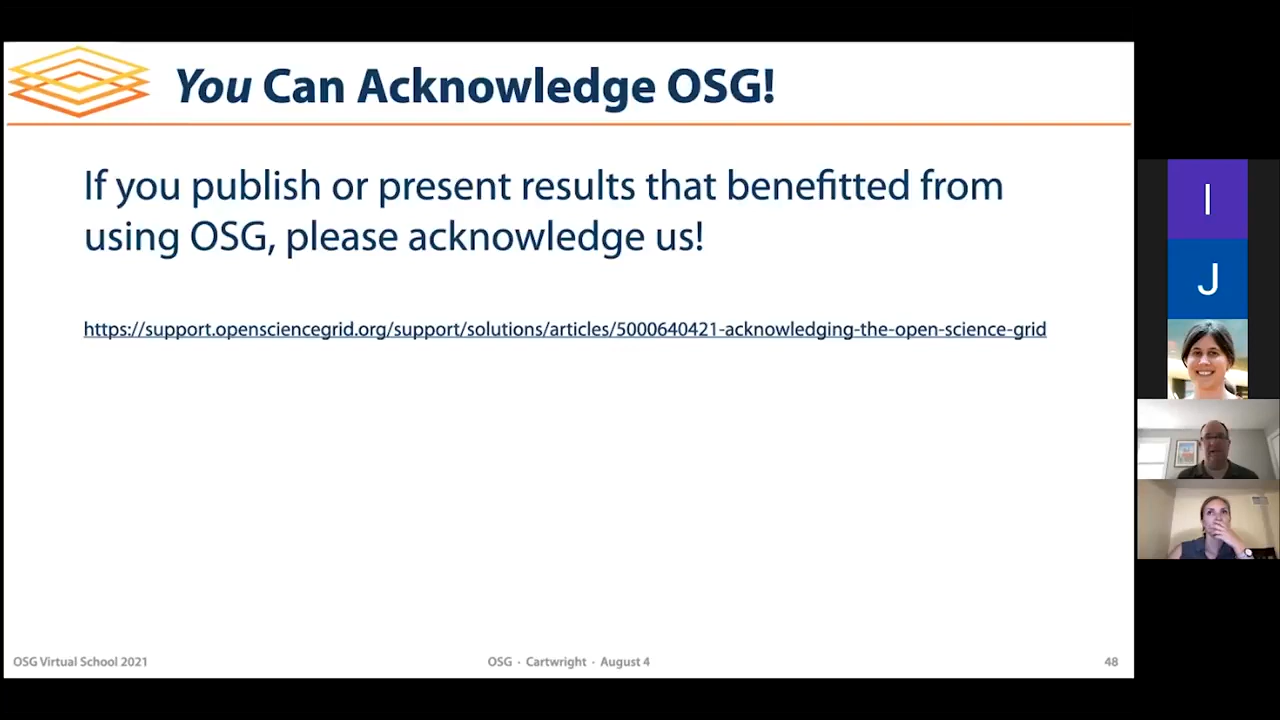 You Can Acknowledge OSG!
If you publish or present results that benefitted from
using OSG, please acknowledge us!
https://support.opensciencegrid.org/support/solutions/articles/5000640421-acknowledging-the-open-science-grid
OSG Virtual School 2021
OSG · Cartwright · August 4
48
I
J